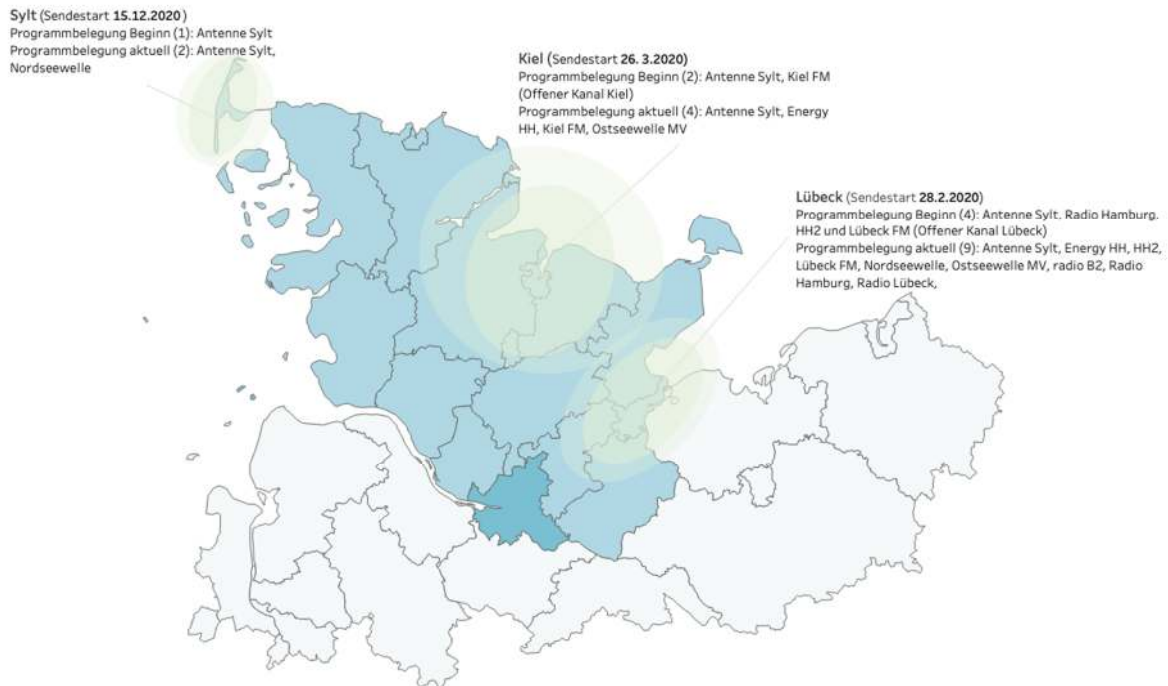 Sylt (Sendestart 15.12.2020)
Programmbelegung Beginn (1): Antenne Sylt
Programmbelegung aktuell (2): Antenne Sylt,
Nordseewelle
Kiel (Sendestart 26. 3.2020)
Programmbelegung Beginn (2): Antenne Sylt, Kiel FM
(Offener Kanal Kiel)
Programmbelegung aktuell (4): Antenne Sylt, Energy
HH, Kiel FM, Ostseewelle MV
Lübeck (Sendestart 28.2.2020)
Programmbelegung Beginn (4): Antenne Sylt. Radio Hamburg.
HH2 und Lübeck FM (Offener Kanal Lübeck)
Programmbelegung aktuell (9): Antenne Sylt, Energy HH, HH2,
Lübeck FM, Nordseewelle, Ostseewelle MV, radio B2, Radio
Hamburg, Radio Lübeck,